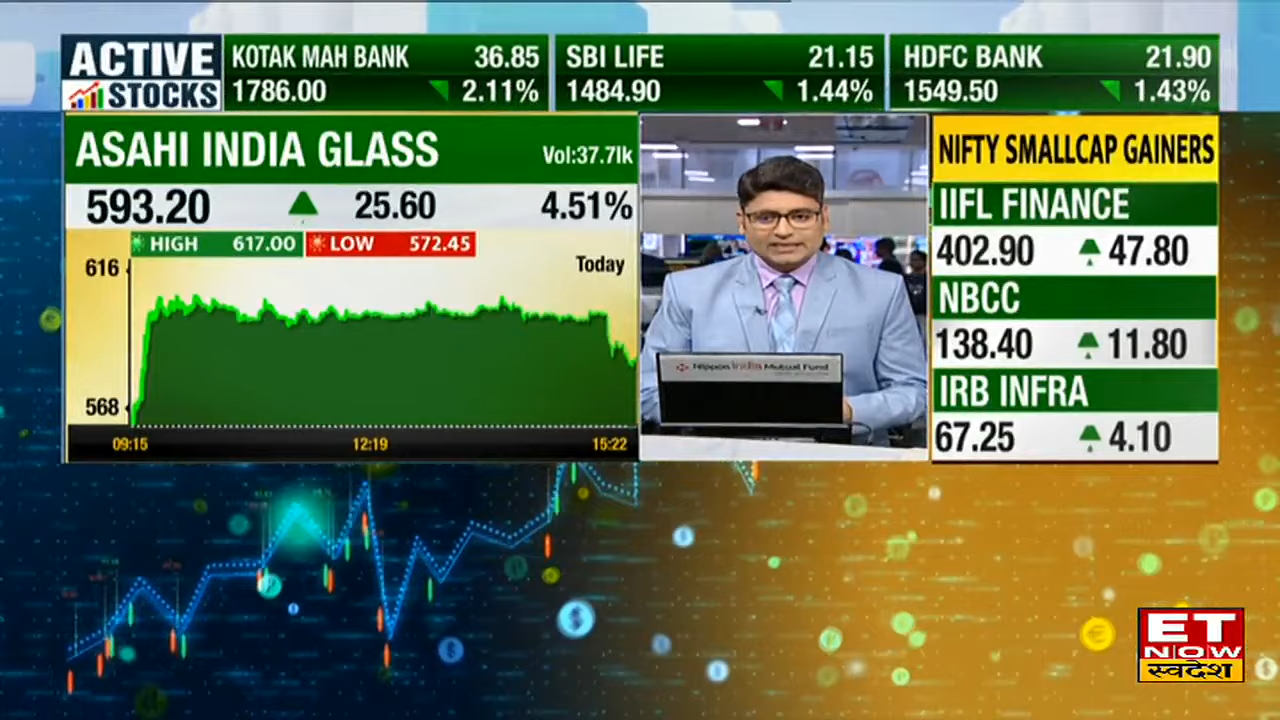 ACTIVE
STOCKS
KOTAK MAH BANK 36.85
1786.00 2.11%
SBI LIFE 21.15
1484.90 1.44%
HDFC BANK 21.90
1549.50 1.43%
ASAHI INDIA GLASS Vol:37.7lk
593.20 25.60 4.51%
HIGH 617.00 LOW 572.45
616
Today
568
09:15 12:19 15:22
Nippon India Mutual Fund
NIFTY SMALLCAP GAINERS
IIFL FINANCE
402.90 47.80
NBCC
138.40 11.80
IRB INFRA
67.25 4.10
ET
NOW
स्वदेश